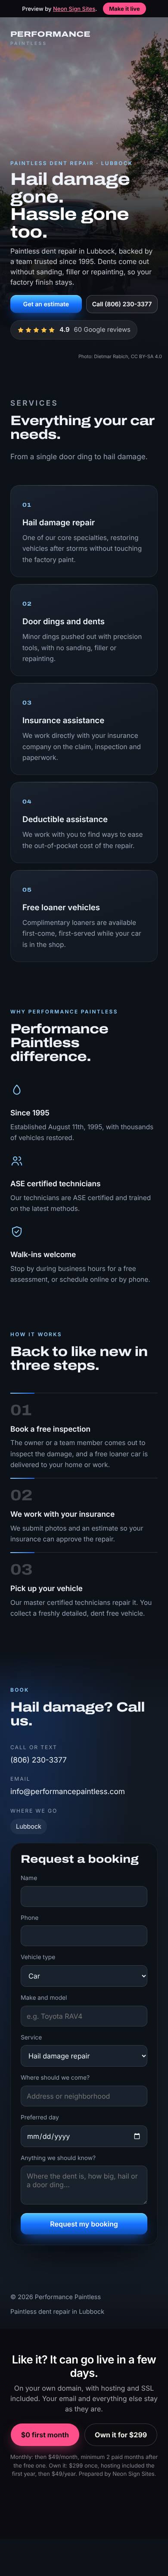 Preview by Neon Sign Sites. Make it live
PERFORMANCE
PAINTLESS
PAINTLESS DENT REPAIR · LUBBOCK
Hail damage
gone.
Hassle gone
too.
Paintless dent repair in Lubbock, backed by
a team trusted since 1995. Dents come out
without sanding, filler or repainting, so your
factory finish stays.
Get an estimate
Call (806) 230-3377
★★★★★ 4.9 60 Google reviews
Photo: Dietmar Rabich, CC BY-SA 4.0
SERVICES
Everything your car
needs.
From a single door ding to hail damage.
01
Hail damage repair
One of our core specialties, restoring
vehicles after storms without touching
the factory paint.
02
Door dings and dents
Minor dings pushed out with precision
tools, with no sanding, filler or
repainting.
03
Insurance assistance
We work directly with your insurance
company on the claim, inspection and
paperwork.
04
Deductible assistance
We work with you to find ways to ease
the out-of-pocket cost of the repair.
05
Free loaner vehicles
Complimentary loaners are available
first-come, first-served while your car
is in the shop.
WHY PERFORMANCE PAINTLESS
Performance
Paintless
difference.
Since 1995
Established August 11th, 1995, with thousands
of vehicles restored.
ASE certified technicians
Our technicians are ASE certified and trained
on the latest methods.
Walk-ins welcome
Stop by during business hours for a free
assessment, or schedule online or by phone.
HOW IT WORKS
Back to like new in
three steps.
01
Book a free inspection
The owner or a team member comes out to
inspect the damage, and a free loaner car is
delivered to your home or work.
02
We work with your insurance
We submit photos and an estimate so your
insurance can approve the repair.
03
Pick up your vehicle
Our master certified technicians repair it. You
collect a freshly detailed, dent free vehicle.
BOOK
Hail damage? Call
us.
CALL OR TEXT
(806) 230-3377
EMAIL
info@performancepaintless.com
WHERE WE GO
Lubbock
Request a booking
Name
Phone
Vehicle type
Car
Make and model
e.g. Toyota RAV4
Service
Hail damage repair
Where should we come?
Address or neighborhood
Preferred day
mm/dd/yyyy
Anything we should know?
Where the dent is, how big, hail or
a door ding...
Request my booking
© 2026 Performance Paintless
Paintless dent repair in Lubbock
Like it? It can go live in a few
days.
On your own domain, with hosting and SSL
included. Your name and everything else stay
as they are.
$0 first month
Own it for $299
Monthly: then $49/month, minimum 2 paid months after
the free one. Own it: $299 once, hosting included the
first year, then $49/year. Prepared by Neon Sign Sites.